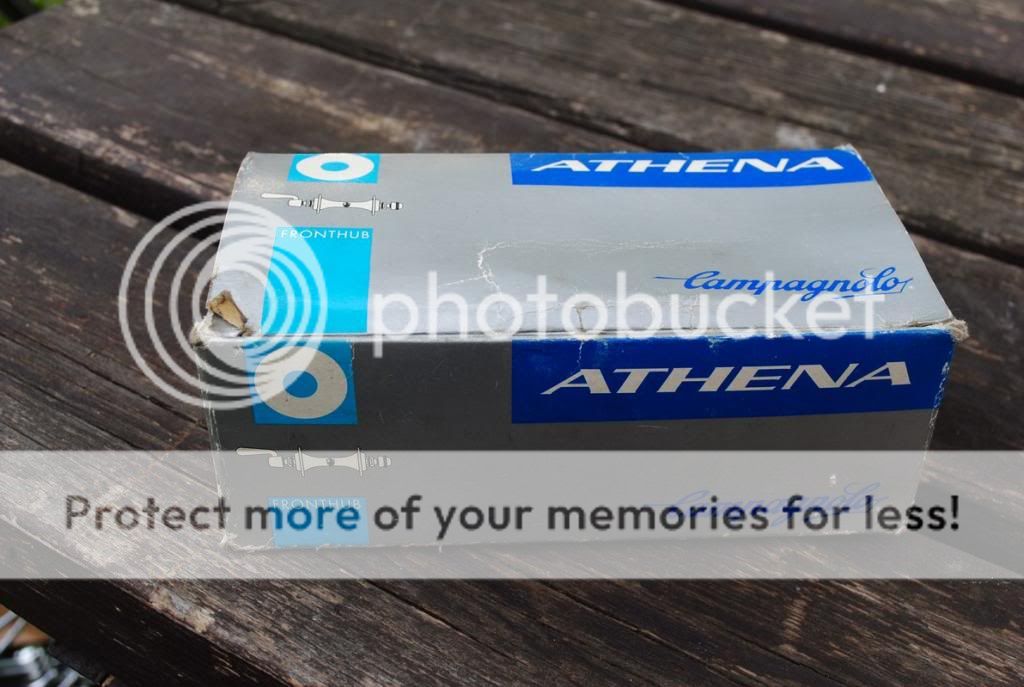 ATHENA
FRONTHUB
Campagnolo
photobucket
ATHENA
FRONTHUB
Campagnolo
Protect more of your memories for less!